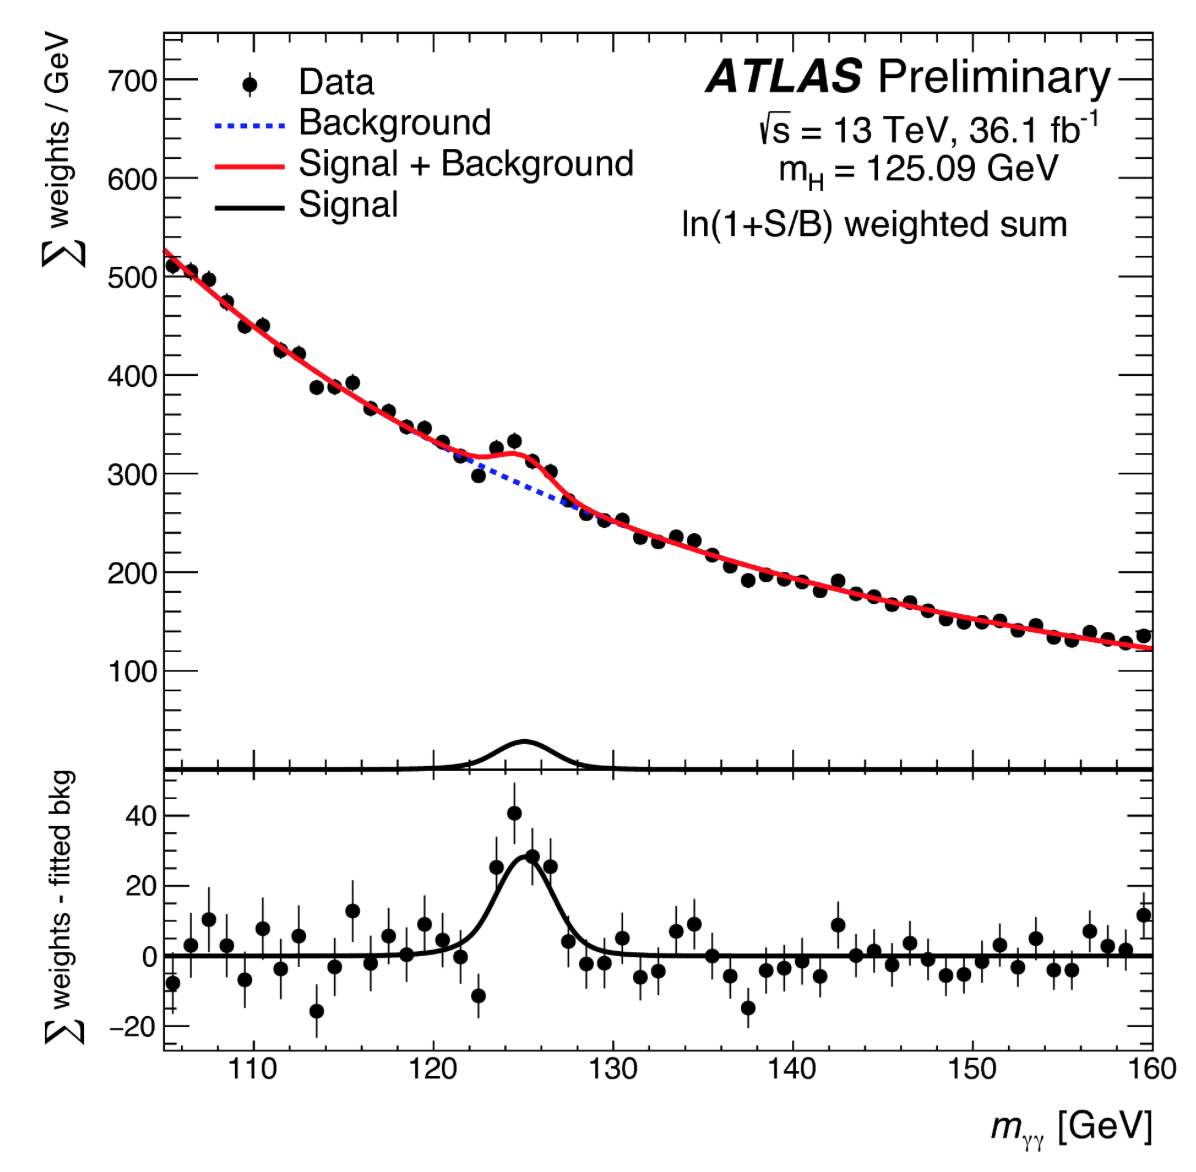 ∑ weights / GeV
700
600
500
400
300
200
100
Data
Background
Signal + Background
Signal
ATLAS Preliminary
√s = 13 TeV, 36.1 fb⁻¹
m_H = 125.09 GeV
ln(1+S/B) weighted sum
∑ weights - fitted bkg
40
20
0
−20
110 120 130 140 150 160
m_γγ [GeV]